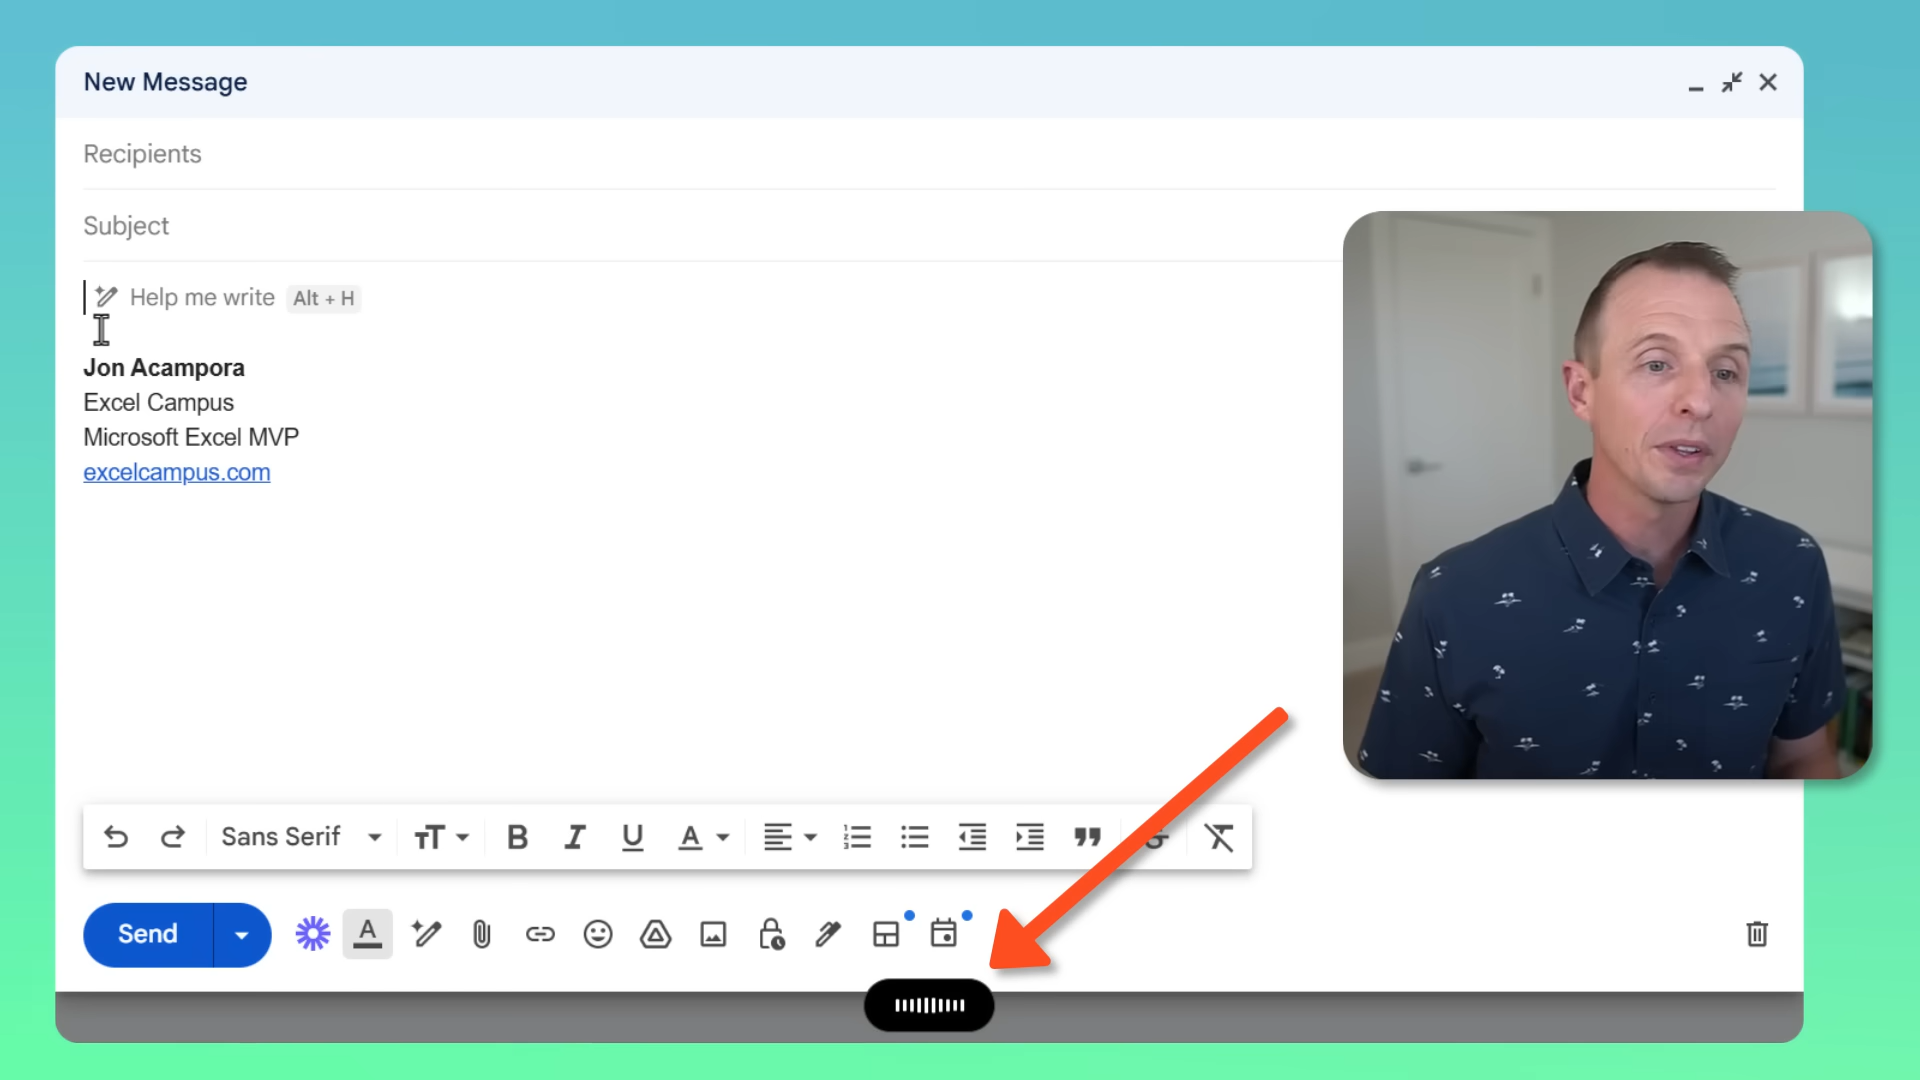 New Message
Recipients
Subject
Help me write Alt + H
Jon Acampora
Excel Campus
Microsoft Excel MVP
excelcampus.com
Sans Serif
Send